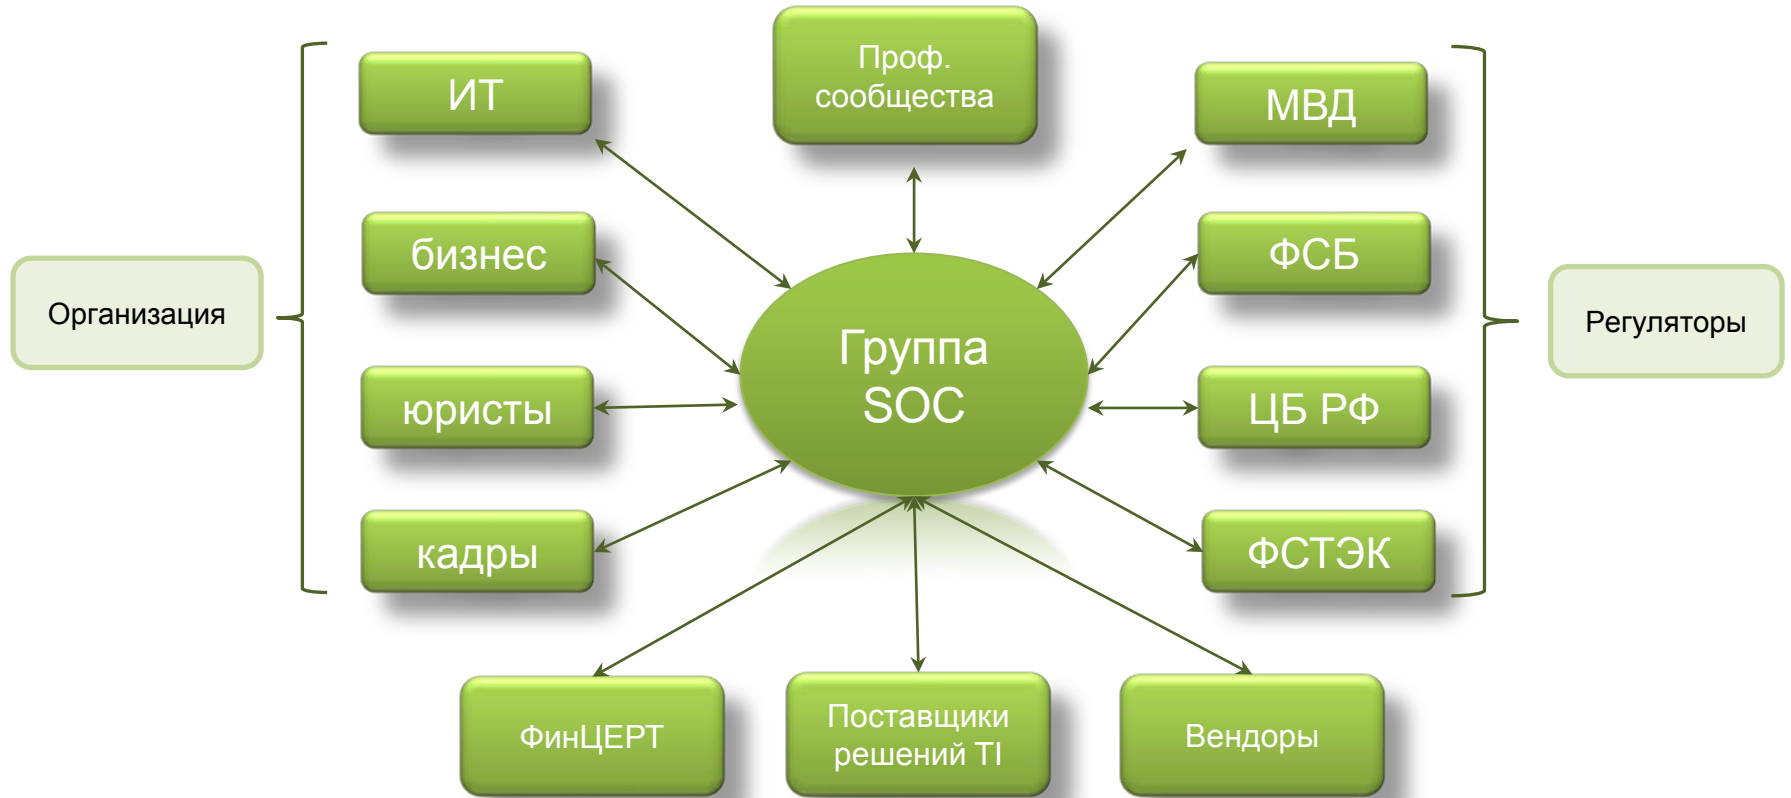 Проф.
сообщества
ИТ
МВД
бизнес
ФСБ
Организация
Регуляторы
Группа
SOC
юристы
ЦБ РФ
кадры
ФСТЭК
ФинЦЕРТ
Поставщики
решений TI
Вендоры